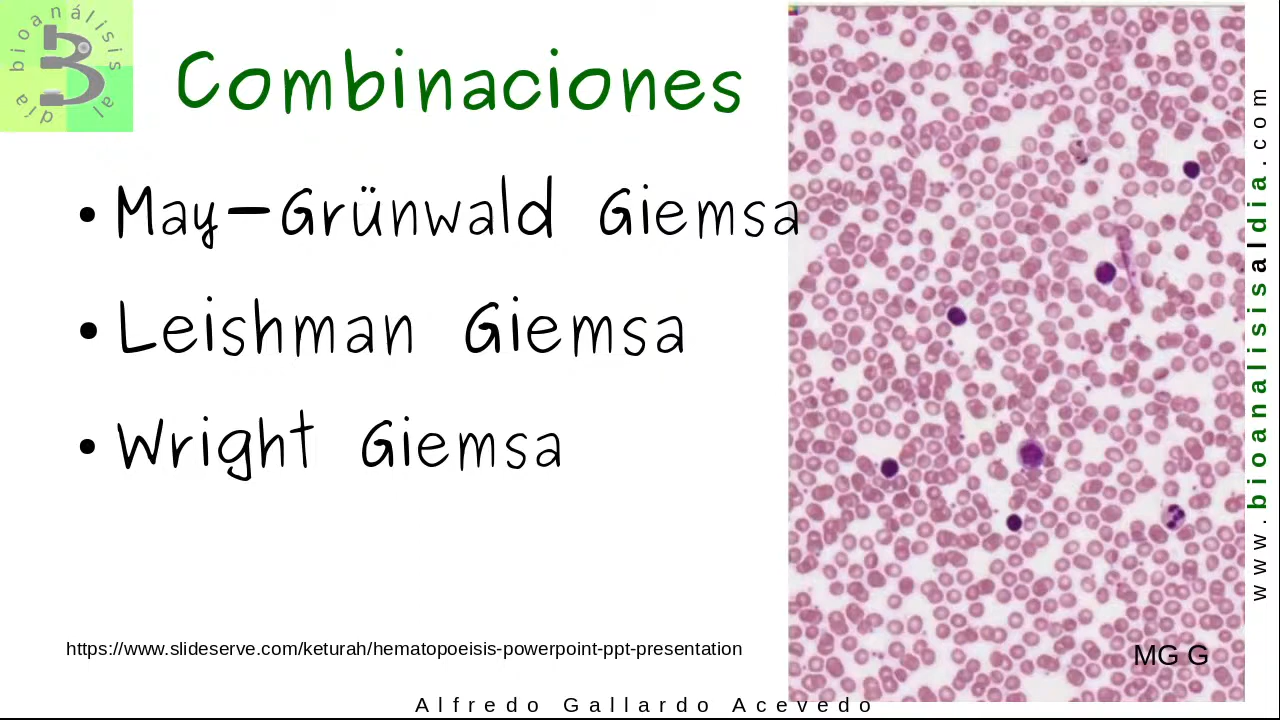 bioanálisis
al día
Combinaciones
• May-Grünwald Giemsa
• Leishman Giemsa
• Wright Giemsa
https://www.slideserve.com/keturah/hematopoeisis-powerpoint-ppt-presentation
MG G
Alfredo Gallardo Acevedo
www.bioanalisisaldia.com